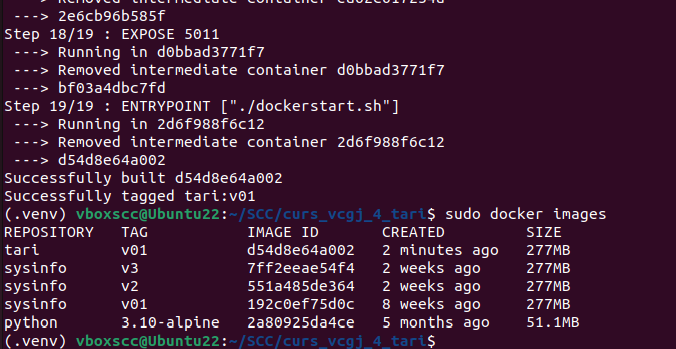 ---> 2e6cb96b585f
Step 18/19 : EXPOSE 5011
 ---> Running in d0bbad3771f7
 ---> Removed intermediate container d0bbad3771f7
 ---> bf03a4dbc7fd
Step 19/19 : ENTRYPOINT ["./dockerstart.sh"]
 ---> Running in 2d6f988f6c12
 ---> Removed intermediate container 2d6f988f6c12
 ---> d54d8e64a002
Successfully built d54d8e64a002
Successfully tagged tari:v01
(.venv) vboxscc@Ubuntu22:~/SCC/curs_vcgj_4_tari$ sudo docker images
REPOSITORY   TAG           IMAGE ID       CREATED         SIZE
tari         v01           d54d8e64a002   2 minutes ago   277MB
sysinfo      v3            7ff2eeae54f4   2 weeks ago     277MB
sysinfo      v2            551a485de364   2 weeks ago     277MB
sysinfo      v01           192c0ef75d0c   8 weeks ago     277MB
python       3.10-alpine   2a80925da4ce   5 months ago    51.1MB
(.venv) vboxscc@Ubuntu22:~/SCC/curs_vcgj_4_tari$